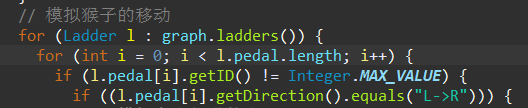 // 模拟猴子的移动
for (Ladder l : graph.ladders()) {
for (int i = 0; i < l.pedal.length; i++) {
if (l.pedal[i].getID() != Integer.MAX_VALUE) {
if ((l.pedal[i].getDirection().equals("L->R"))) {